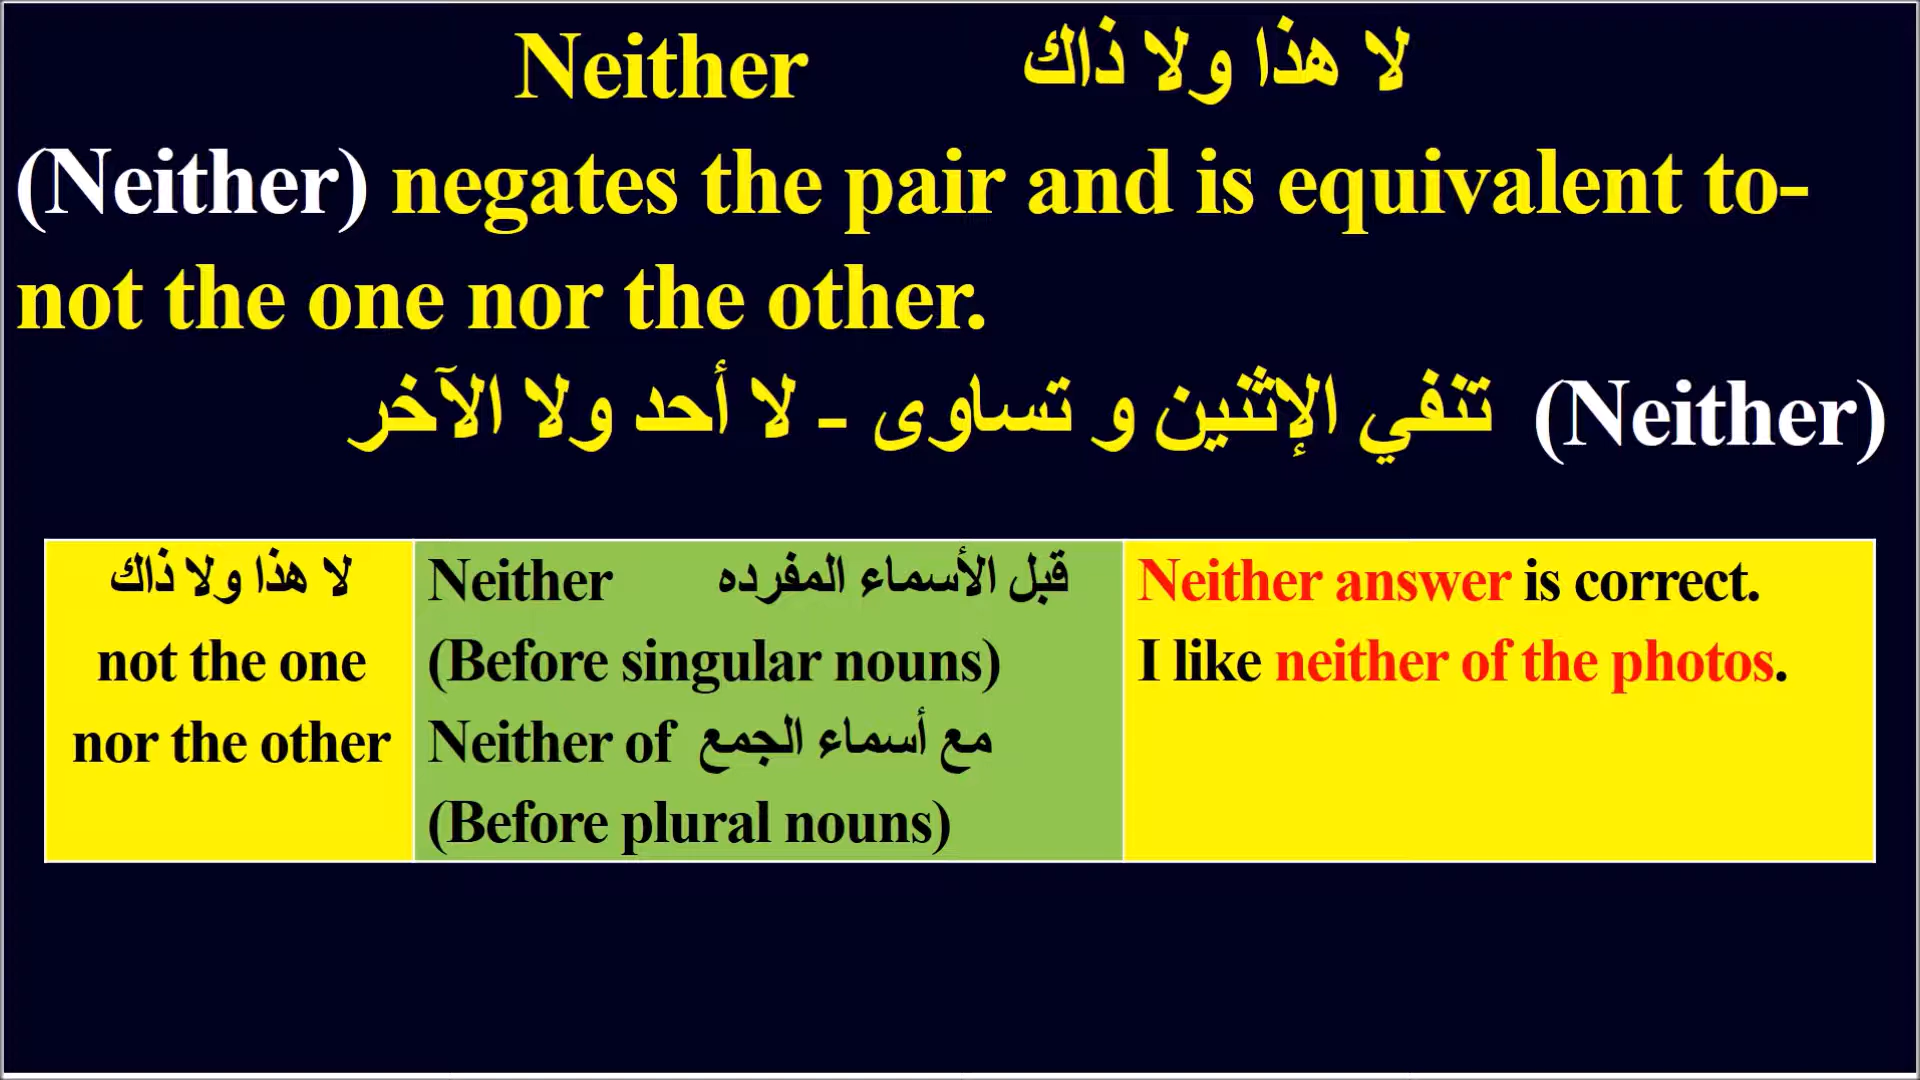 Neither لا هذا ولا ذاك
(Neither) negates the pair and is equivalent to-
not the one nor the other.
(Neither) تنفي الإثنين و تساوى - لا أحد ولا الآخر
لا هذا ولا ذاك
not the one
nor the other
Neither قبل الأسماء المفرده
(Before singular nouns)
Neither of مع أسماء الجمع
(Before plural nouns)
Neither answer is correct.
I like neither of the photos.